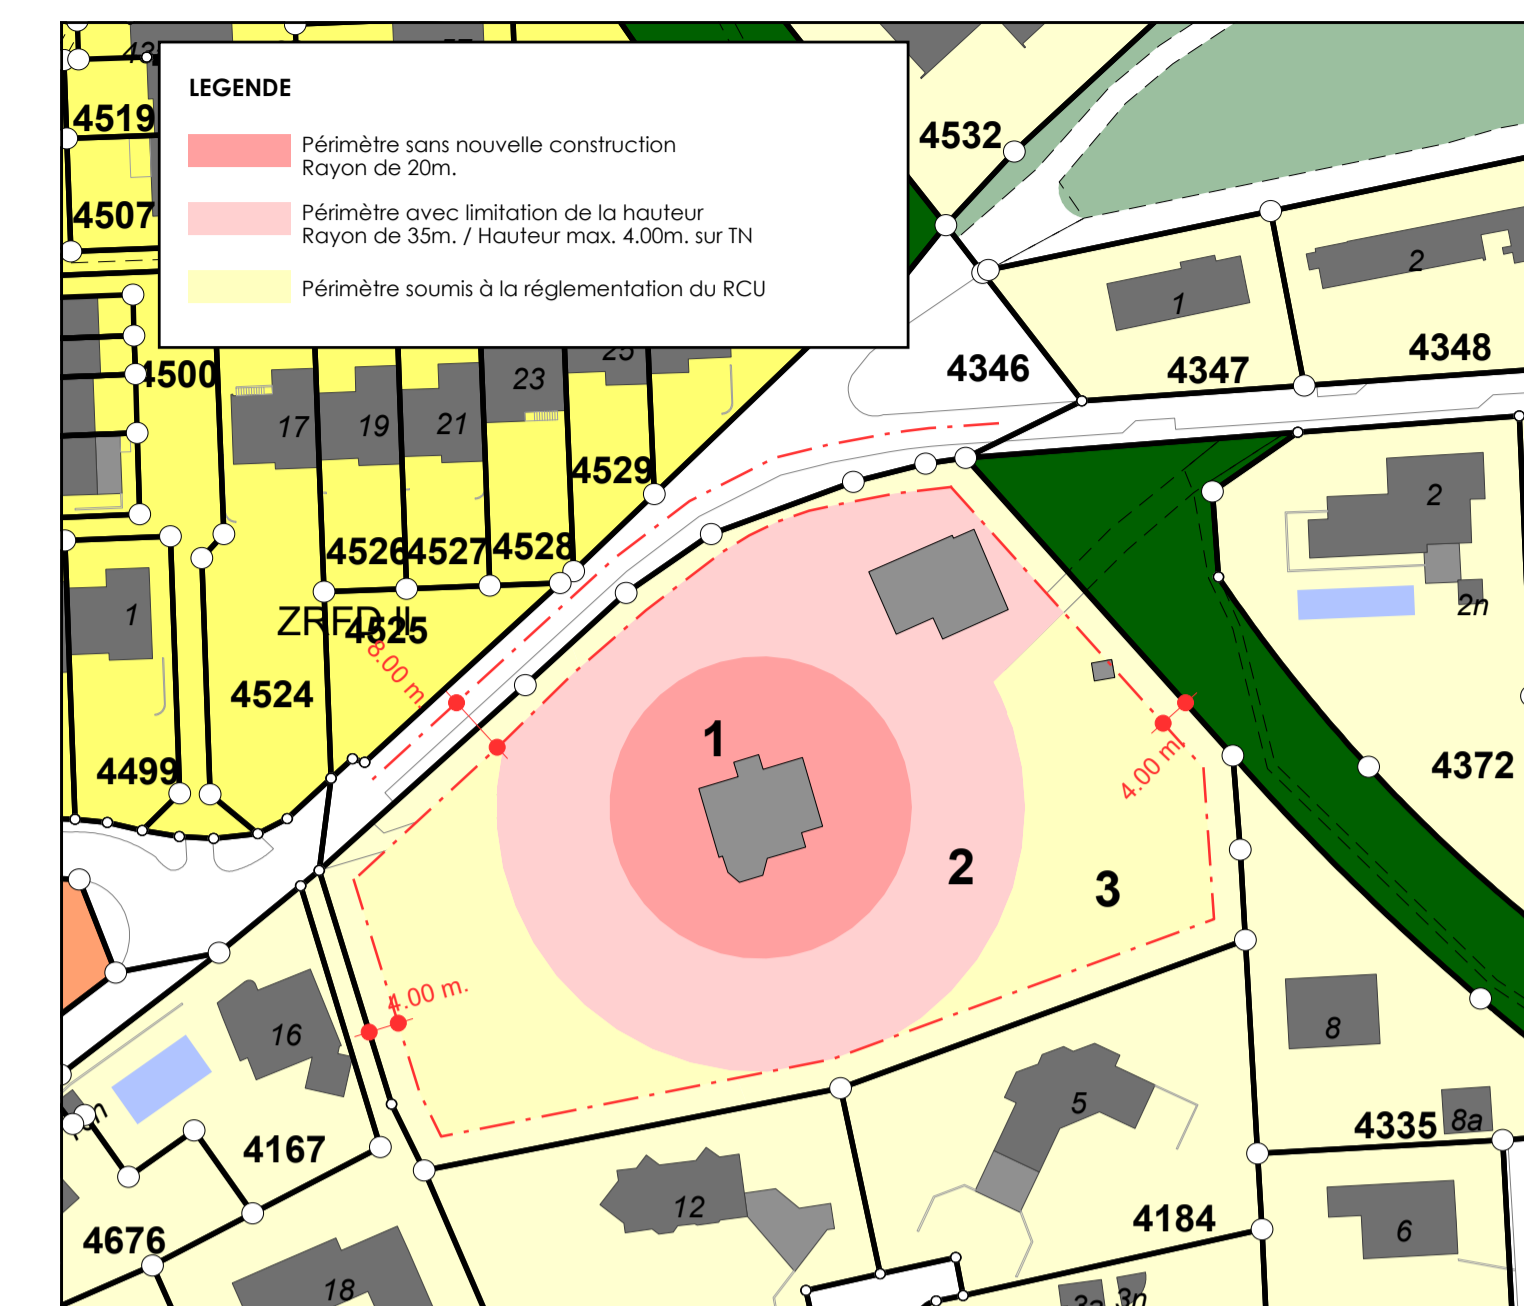 LEGENDE
Périmètre sans nouvelle construction
Rayon de 20m.
Périmètre avec limitation de la hauteur
Rayon de 35m. / Hauteur max. 4.00m. sur TN
Périmètre soumis à la réglementation du RCU
4519
4507
4532
2
1
4346
4347
4348
4500
25
23
17
19
21
4529
4526
4527
4528
2
1
ZRFD II
4525
2n
8.00 m.
4524
4499
1
4.00 m.
4372
2
3
4.00 m.
16
8
5
4335
8a
4167
12
4184
6
4676
18
3a
3n